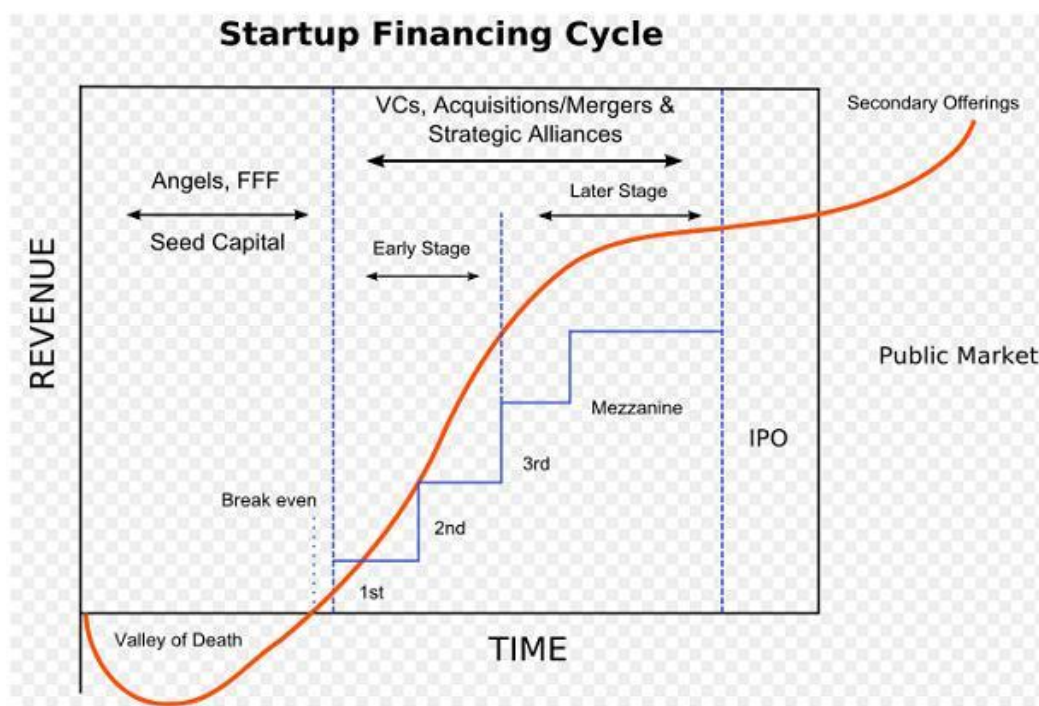 Startup Financing Cycle
VCs, Acquisitions/Mergers &
Strategic Alliances
Secondary Offerings
Angels, FFF
Seed Capital
Later Stage
Early Stage
REVENUE
Public Market
Mezzanine
IPO
3rd
Break even
2nd
1st
Valley of Death
TIME